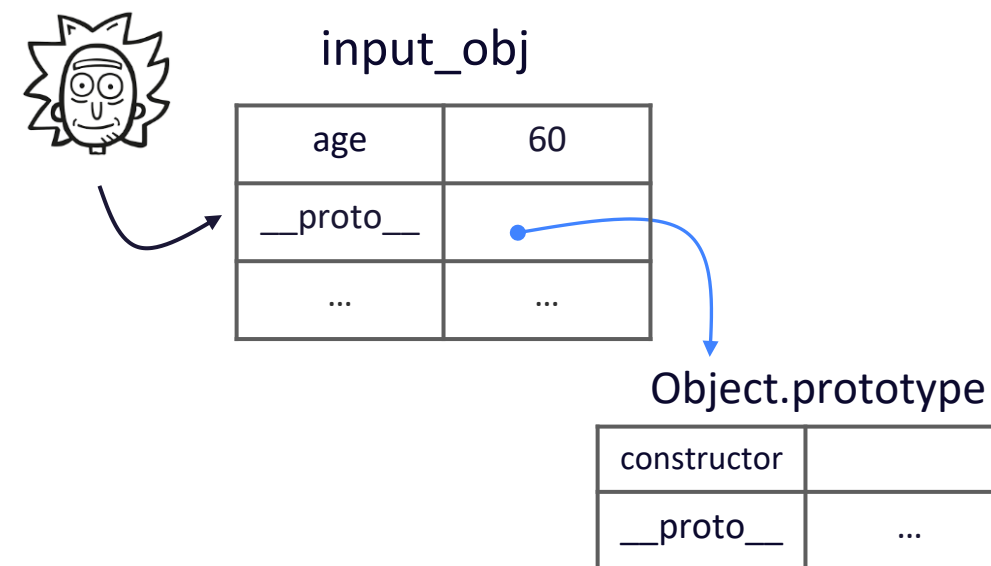 input_obj
age 60
__proto__
... ...
Object.prototype
constructor
__proto__ ...